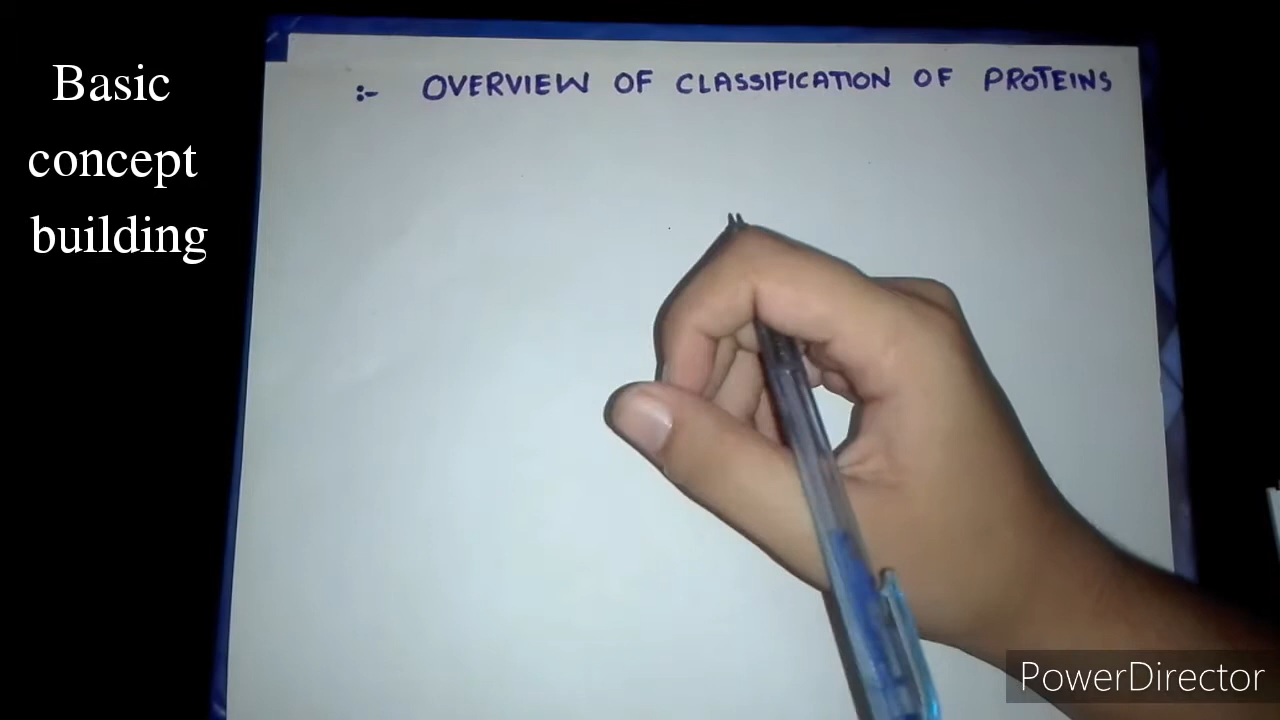 Basic
concept
building
:- OVERVIEW OF CLASSIFICATION OF PROTEINS
PowerDirector